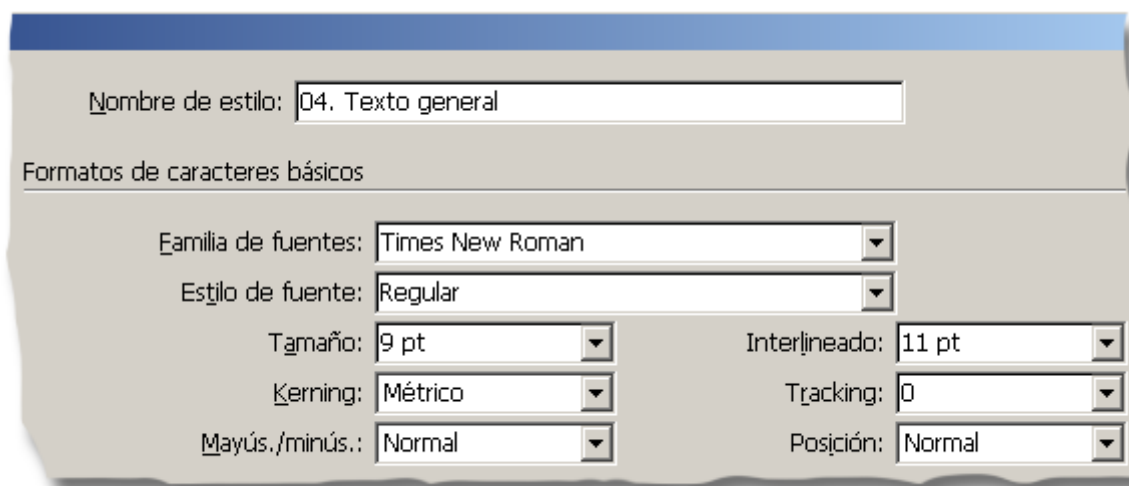 Nombre de estilo: 04. Texto general
Formatos de caracteres básicos
Familia de fuentes: Times New Roman
Estilo de fuente: Regular
Tamaño: 9 pt Interlineado: 11 pt
Kerning: Métrico Tracking: 0
Mayús./minús.: Normal Posición: Normal